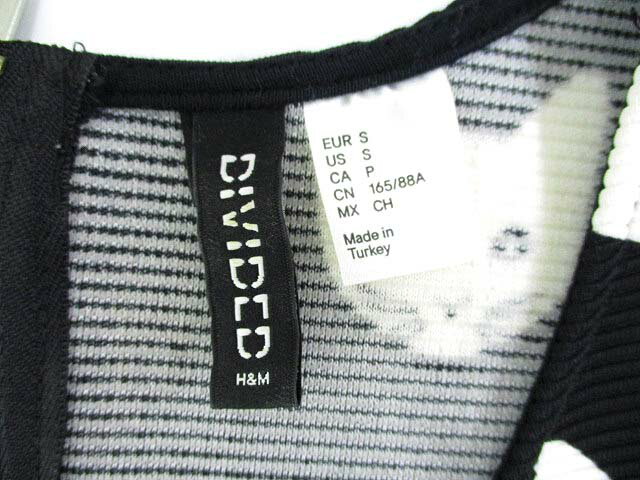 DIVIDED
H&M
EUR S
US S
CA P
CN 165/88A
MX CH
Made in
Turkey